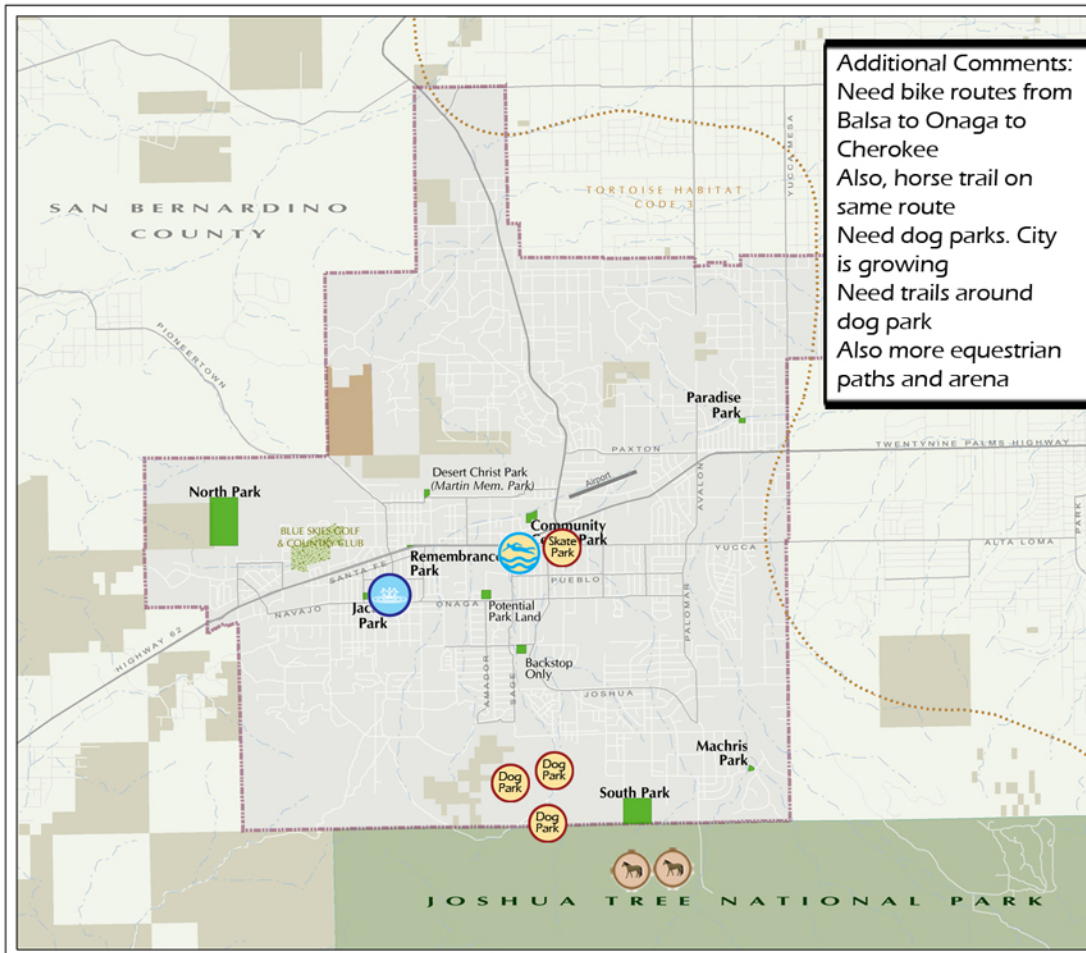 Additional Comments:
Need bike routes from
Balsa to Onaga to
Cherokee
Also, horse trail on
same route
Need dog parks. City
is growing
Need trails around
dog park
Also more equestrian
paths and arena
YUCCA MESA
TORTOISE HABITAT
CODE 3
SAN BERNARDINO
COUNTY
PIONEERTOWN
Paradise
Park
TWENTYNINE PALMS HIGHWAY
PAXTON
Desert Christ Park
(Martin Mem. Park)
Airport
AVALON
North Park
PARK
BLUE SKIES GOLF
& COUNTRY CLUB
Community
Park
Skate
Park
ALTA LOMA
YUCCA
Remembrance
Park
SANTA FE
PUEBLO
NAVAJO
Park
ONAGA
Potential
Park Land
PALOMAR
HIGHWAY 62
Backstop
Only
AMADOR
SAGE
JOSHUA
Machris
Park
Dog
Park
Dog
Park
South Park
Dog
Park
JOSHUA TREE NATIONAL PARK